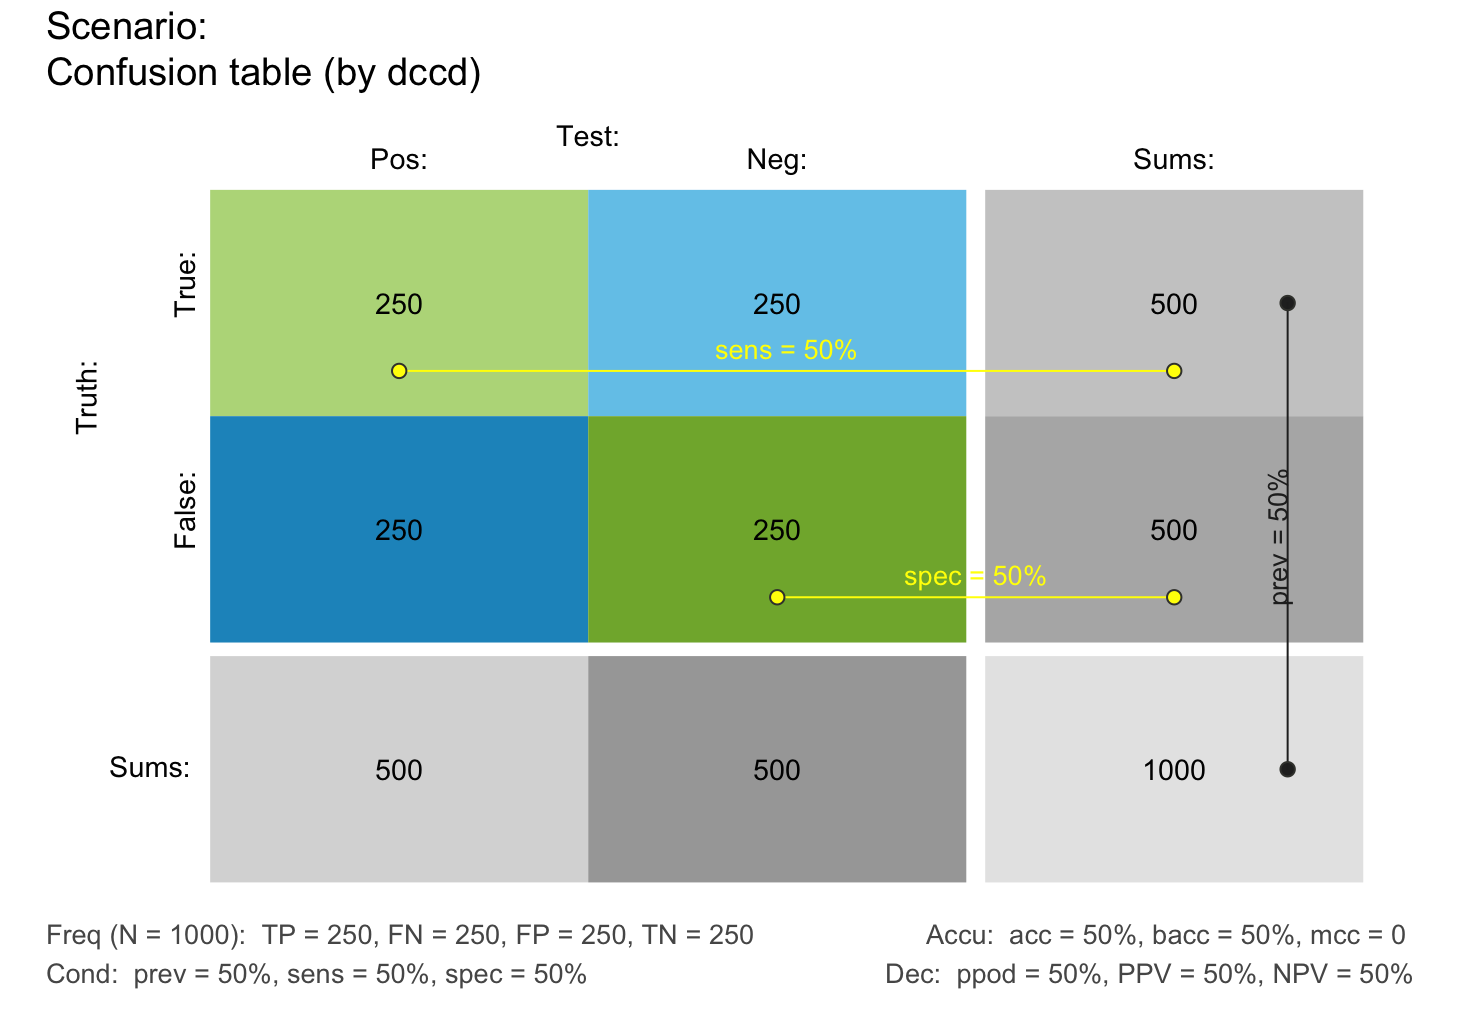 Scenario:
Confusion table (by dccd)
Test:
Pos:
Neg:
Sums:
Truth:
True:
250
250
500
sens = 50%
False:
250
250
500
prev = 50%
spec = 50%
Sums:
500
500
1000
Freq (N = 1000):  TP = 250, FN = 250, FP = 250, TN = 250
Accu:  acc = 50%, bacc = 50%, mcc = 0
Cond:  prev = 50%, sens = 50%, spec = 50%
Dec:  ppod = 50%, PPV = 50%, NPV = 50%